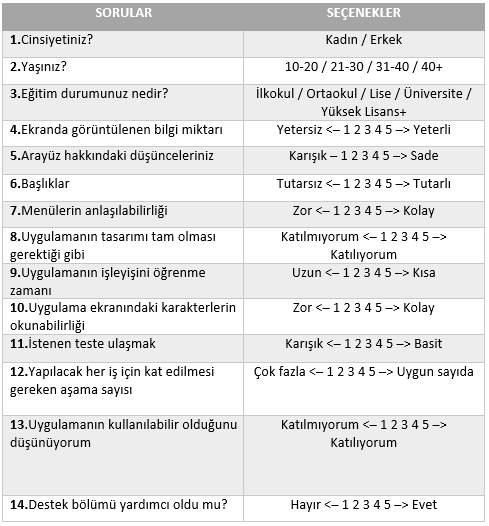 SORULAR SEÇENEKLER
1.Cinsiyetiniz? Kadın / Erkek
2.Yaşınız? 10-20 / 21-30 / 31-40 / 40+
3.Eğitim durumunuz nedir? İlkokul / Ortaokul / Lise / Üniversite /
Yüksek Lisans+
4.Ekranda görüntülenen bilgi miktarı Yetersiz <– 1 2 3 4 5 –> Yeterli
5.Arayüz hakkındaki düşünceleriniz Karışık – 1 2 3 4 5 –> Sade
6.Başlıklar Tutarsız <– 1 2 3 4 5 –> Tutarlı
7.Menülerin anlaşılabilirliği Zor <– 1 2 3 4 5 –> Kolay
8.Uygulamanın tasarımı tam olması
gerektiği gibi
Katılmıyorum <– 1 2 3 4 5 –>
Katılıyorum
9.Uygulamanın işleyişini öğrenme
zamanı
Uzun <– 1 2 3 4 5 –> Kısa
10.Uygulama ekranındaki karakterlerin
okunabilirliği
Zor <– 1 2 3 4 5 –> Kolay
11.İstenen teste ulaşmak Karışık <– 1 2 3 4 5 –> Basit
12.Yapılacak her iş için kat edilmesi
gereken aşama sayısı
Çok fazla <– 1 2 3 4 5 –> Uygun sayıda
13.Uygulamanın kullanılabilir olduğunu
düşünüyorum
Katılmıyorum <– 1 2 3 4 5 –>
Katılıyorum
14.Destek bölümü yardımcı oldu mu? Hayır <– 1 2 3 4 5 –> Evet